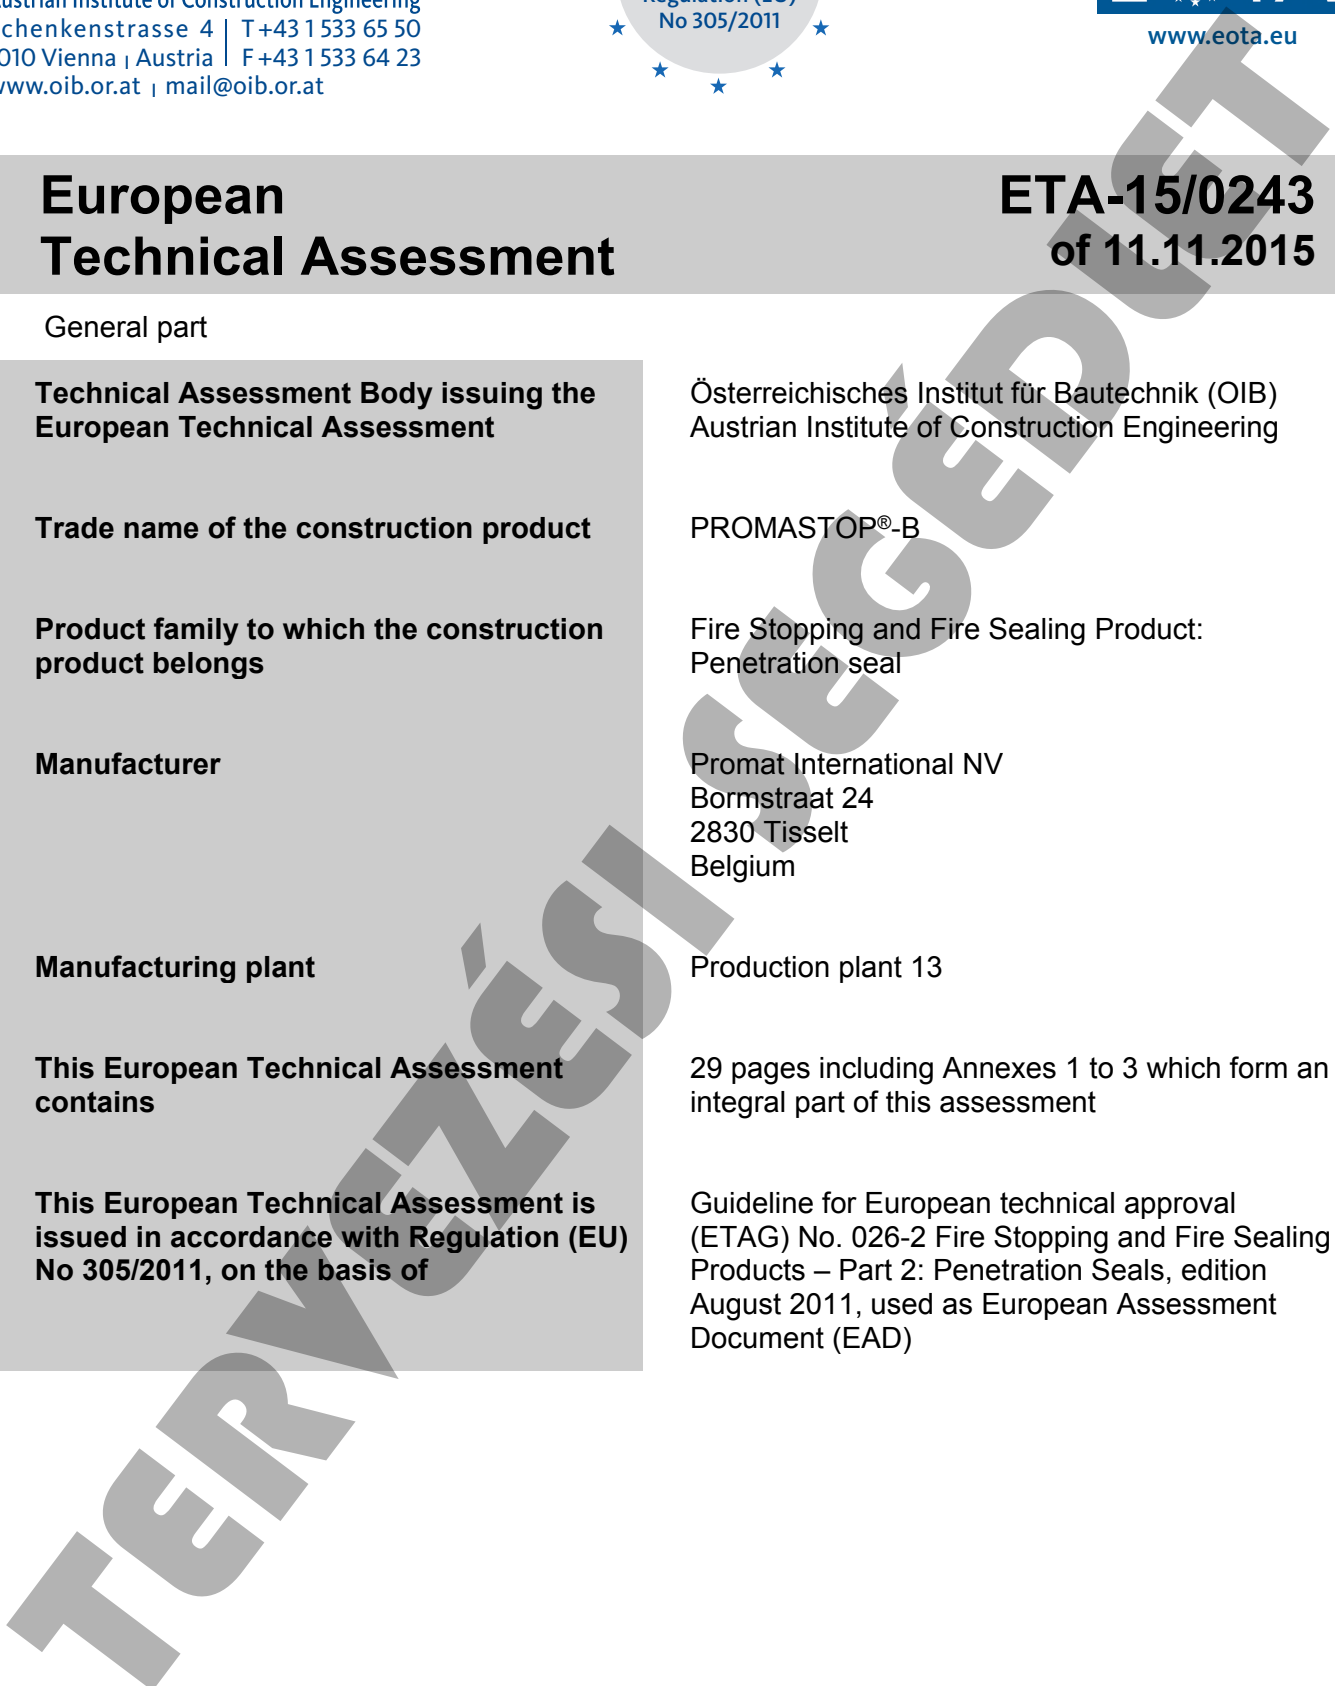 Austrian Institute of Construction Engineering
chenkenstrasse 4 | T+43 1 533 65 50
010 Vienna | Austria | F+43 1 533 64 23
www.oib.or.at | mail@oib.or.at
Regulation (EU)
No 305/2011
www.eota.eu
European
Technical Assessment
ETA-15/0243
of 11.11.2015
General part
Technical Assessment Body issuing the
European Technical Assessment
Österreichisches Institut für Bautechnik (OIB)
Austrian Institute of Construction Engineering
Trade name of the construction product
PROMASTOP®-B
Product family to which the construction
product belongs
Fire Stopping and Fire Sealing Product:
Penetration seal
Manufacturer
Promat International NV
Bormstraat 24
2830 Tisselt
Belgium
Manufacturing plant
Production plant 13
This European Technical Assessment
contains
29 pages including Annexes 1 to 3 which form an
integral part of this assessment
This European Technical Assessment is
issued in accordance with Regulation (EU)
No 305/2011, on the basis of
Guideline for European technical approval
(ETAG) No. 026-2 Fire Stopping and Fire Sealing
Products – Part 2: Penetration Seals, edition
August 2011, used as European Assessment
Document (EAD)
TERVEZÉSI SEGÉDLET